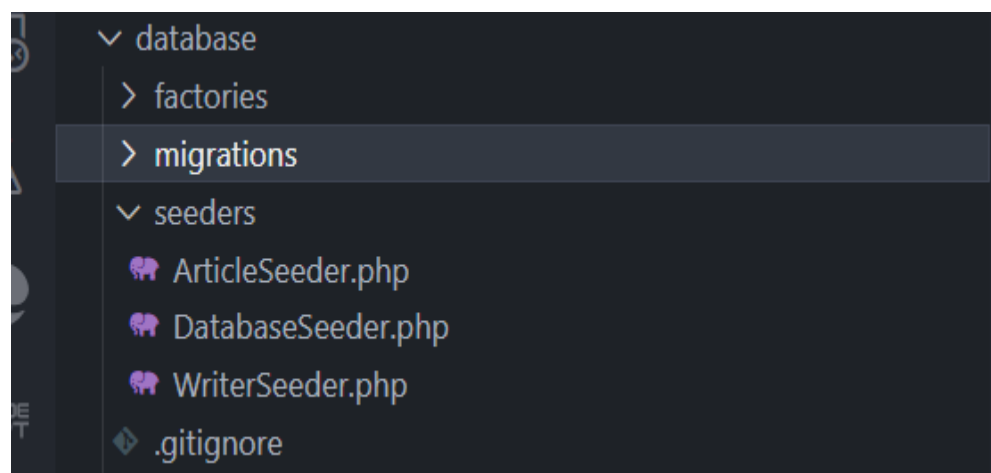 database
factories
migrations
seeders
ArticleSeeder.php
DatabaseSeeder.php
WriterSeeder.php
.gitignore